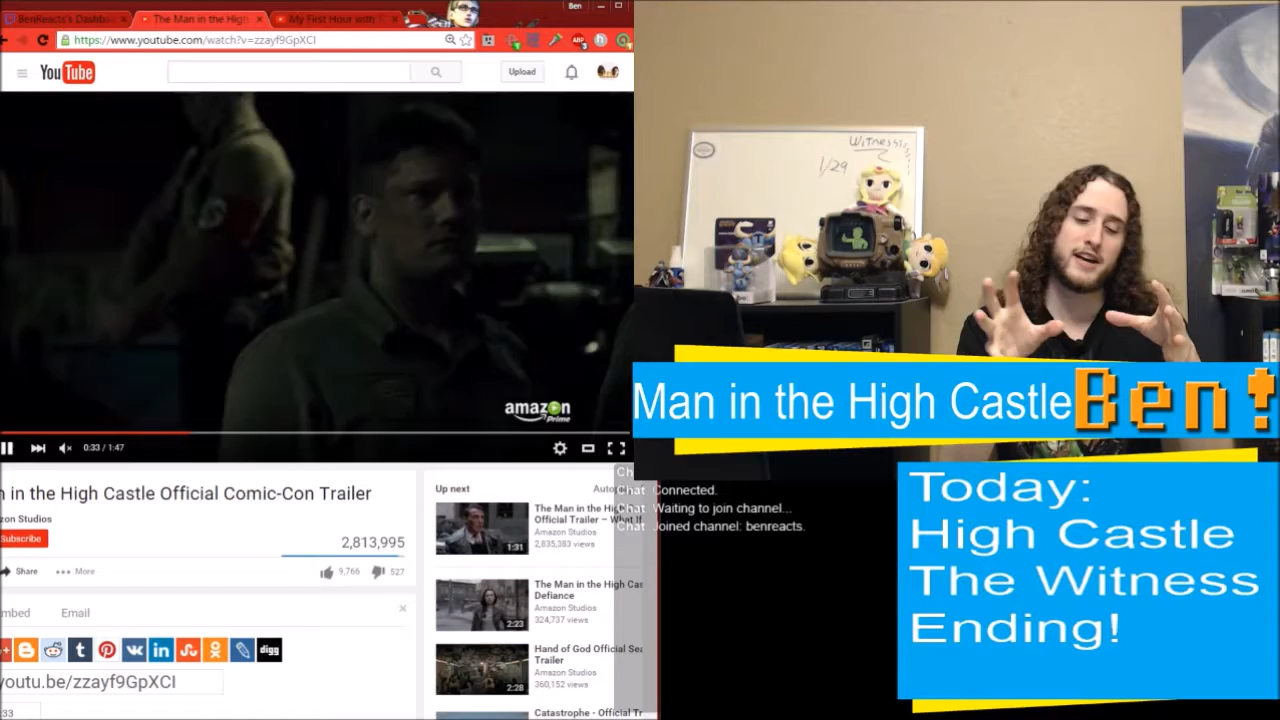 BenReacts's Dashb
The Man in the High
My First Hour with
Ben
https://www.youtube.com/watch?v=zzayf9GpXCI
YouTube
Upload
amazon
Prime
0:33 / 1:47
n in the High Castle Official Comic-Con Trailer
zon Studios
Subscribe
2,813,995
Share
More
9,766
527
mbed
Email
digg
youtu.be/zzayf9GpXCI
33
Up next
Autop
The Man in the High
Official Trailer – What If
Amazon Studios
2,835,383 views
1:31
The Man in the High Cas
Defiance
Amazon Studios
324,737 views
2:23
Hand of God Official Sea
Trailer
Amazon Studios
360,152 views
2:28
Catastrophe - Official Tr
Chat Connected.
Chat Waiting to join channel...
Chat Joined channel: benreacts.
Witnesss
1/29
Man in the High Castle
Ben!
Today:
High Castle
The Witness
Ending!